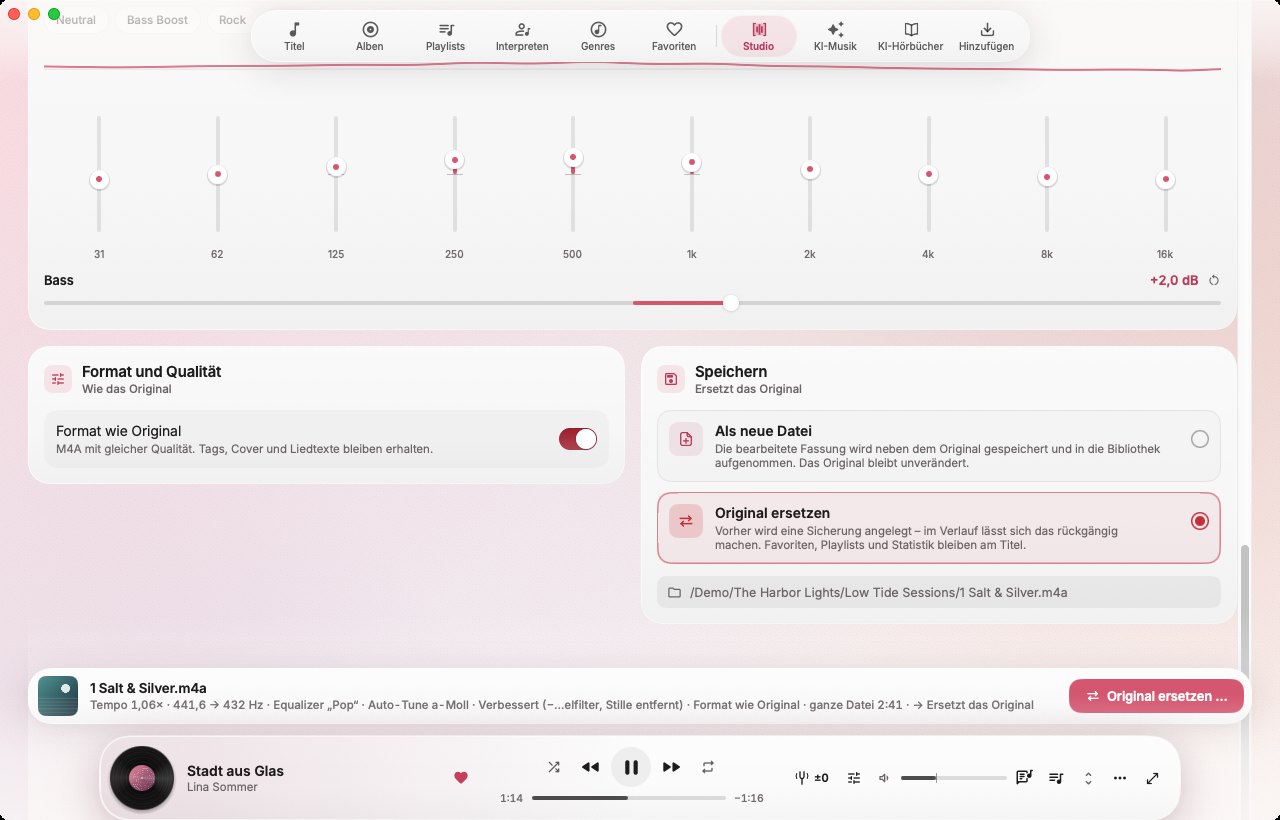 Neutral
Bass Boost
Rock
Titel
Alben
Playlists
Interpreten
Genres
Favoriten
Studio
KI-Musik
KI-Hörbücher
Hinzufügen
31
62
125
250
500
1k
2k
4k
8k
16k
Bass
+2,0 dB
Format und Qualität
Wie das Original
Format wie Original
M4A mit gleicher Qualität. Tags, Cover und Liedtexte bleiben erhalten.
Speichern
Ersetzt das Original
Als neue Datei
Die bearbeitete Fassung wird neben dem Original gespeichert und in die Bibliothek
aufgenommen. Das Original bleibt unverändert.
Original ersetzen
Vorher wird eine Sicherung angelegt – im Verlauf lässt sich das rückgängig
machen. Favoriten, Playlists und Statistik bleiben am Titel.
/Demo/The Harbor Lights/Low Tide Sessions/1 Salt & Silver.m4a
1 Salt & Silver.m4a
Tempo 1,06× · 441,6 → 432 Hz · Equalizer „Pop“ · Auto-Tune a-Moll · Verbessert (−...elfilter, Stille entfernt) · Format wie Original · ganze Datei 2:41 · → Ersetzt das Original
Original ersetzen ...
Stadt aus Glas
Lina Sommer
1:14
−1:16
±0